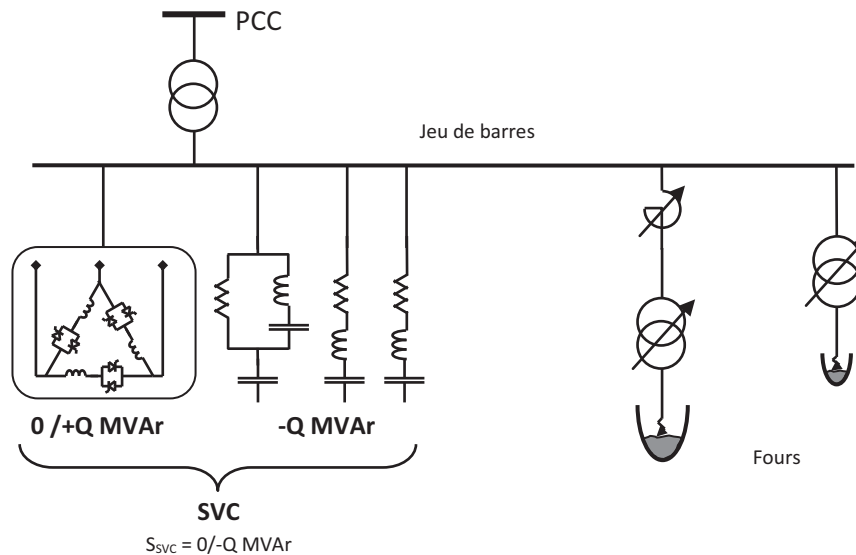 PCC
Jeu de barres
0 /+Q MVAr
-Q MVAr
Fours
SVC
SSVC = 0/-Q MVAr